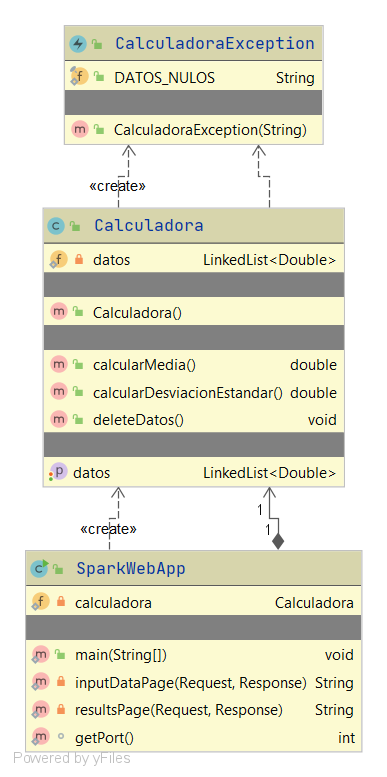 CalculadoraException
f DATOS_NULOS String
m CalculadoraException(String)
«create»
C Calculadora
f datos LinkedList<Double>
m Calculadora()
m calcularMedia() double
m calcularDesviacionEstandar() double
m deleteDatos() void
p datos LinkedList<Double>
«create»
1
1
C SparkWebApp
f calculadora Calculadora
m main(String[]) void
m inputDataPage(Request, Response) String
m resultsPage(Request, Response) String
m getPort() int
Powered by yFiles